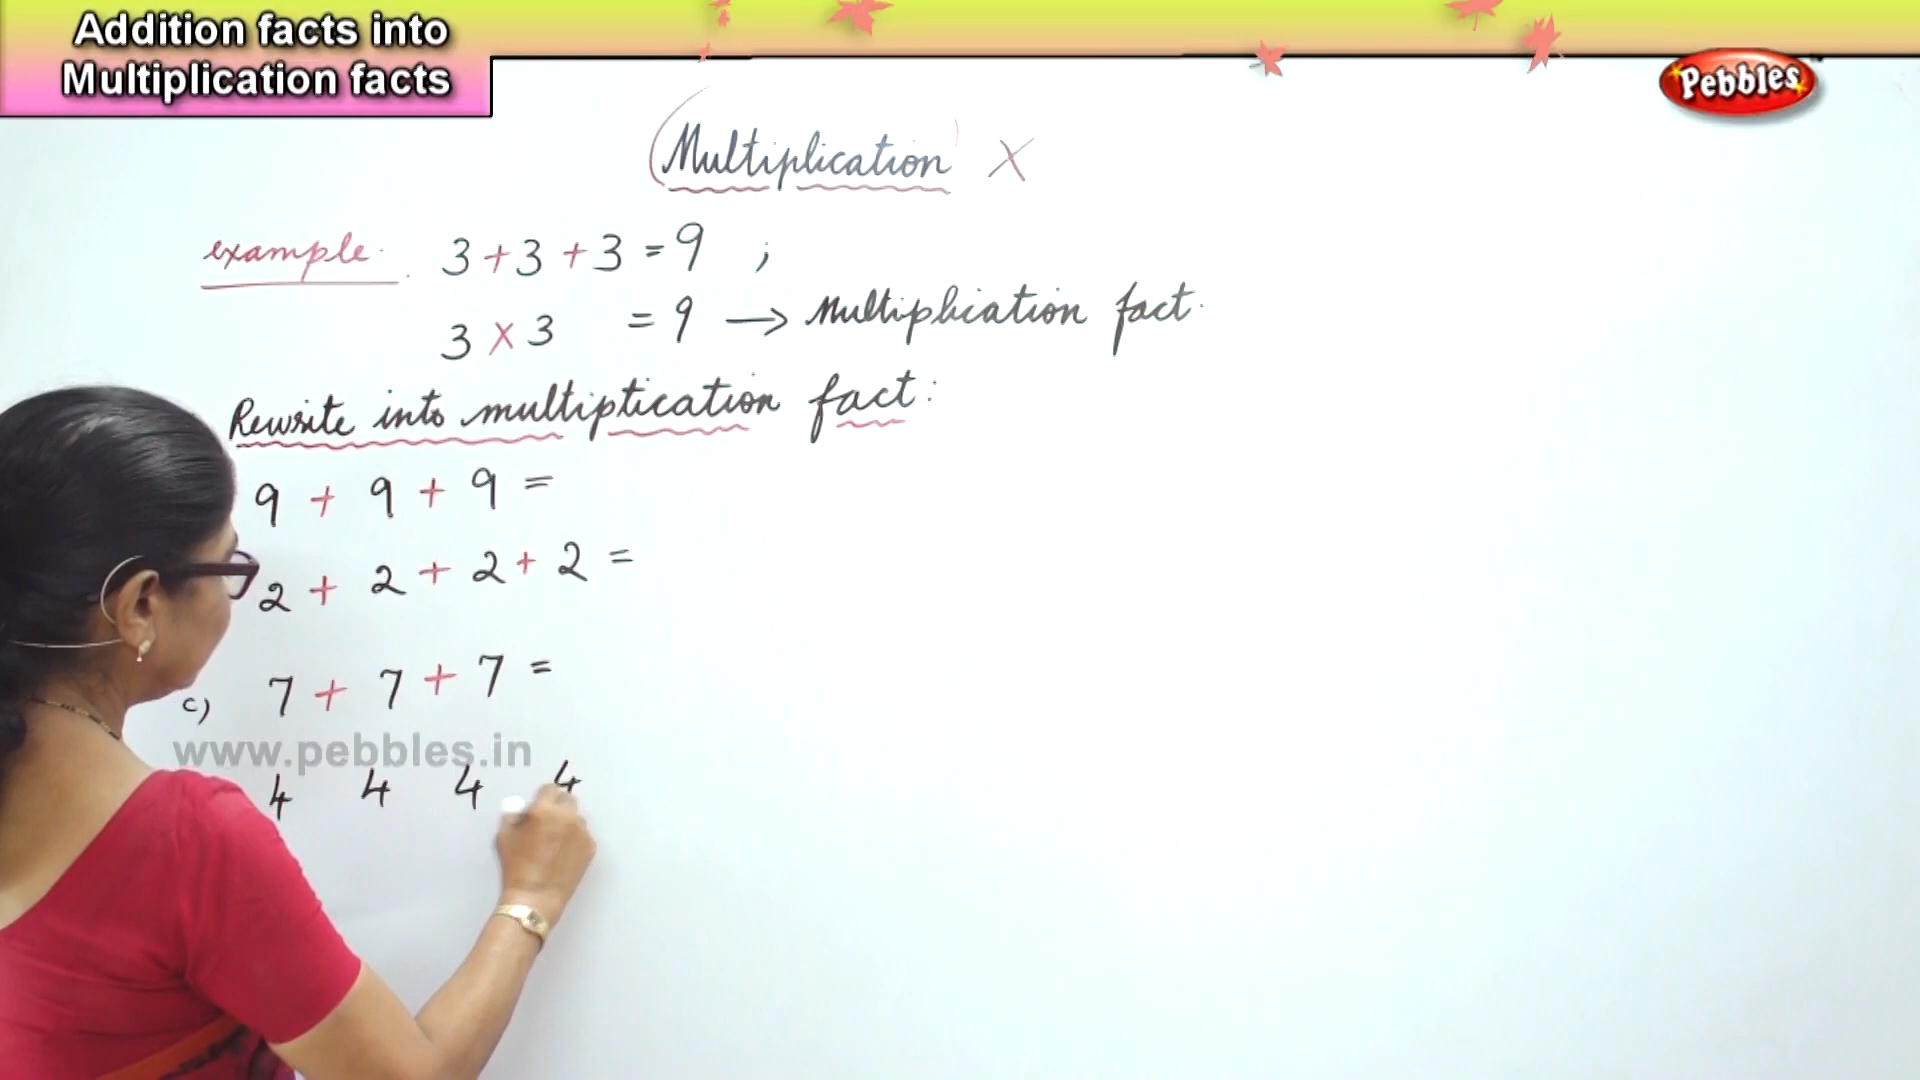 Addition facts into
Multiplication facts
Pebbles
Multiplication X
example. 3 + 3 + 3 = 9 ;
3 X 3 = 9 → Multiplication fact.
Rewrite into multiptication fact:
9 + 9 + 9 =
2 + 2 + 2 + 2 =
c) 7 + 7 + 7 =
www.pebbles.in
4 4 4 4